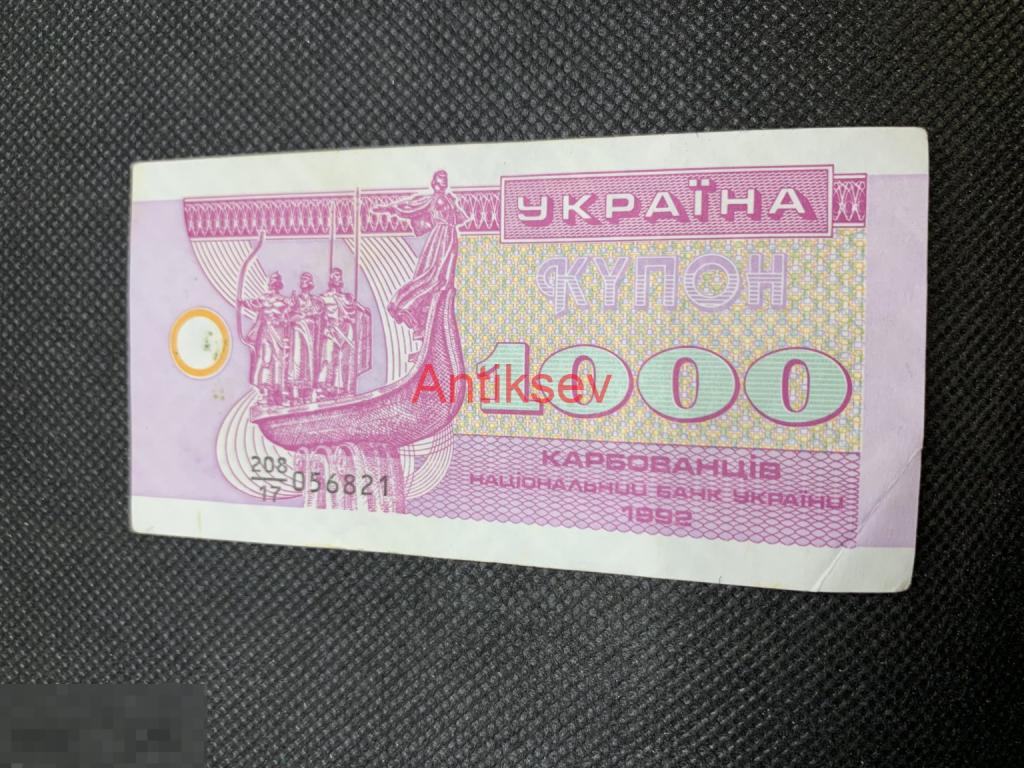 УКРАЇНА
КУПОН
1000
Antiksev
КАРБОВАНЦІВ
НАЦІОНАЛЬНИЙ БАНК УКРАЇНИ
1992
208/17 056821